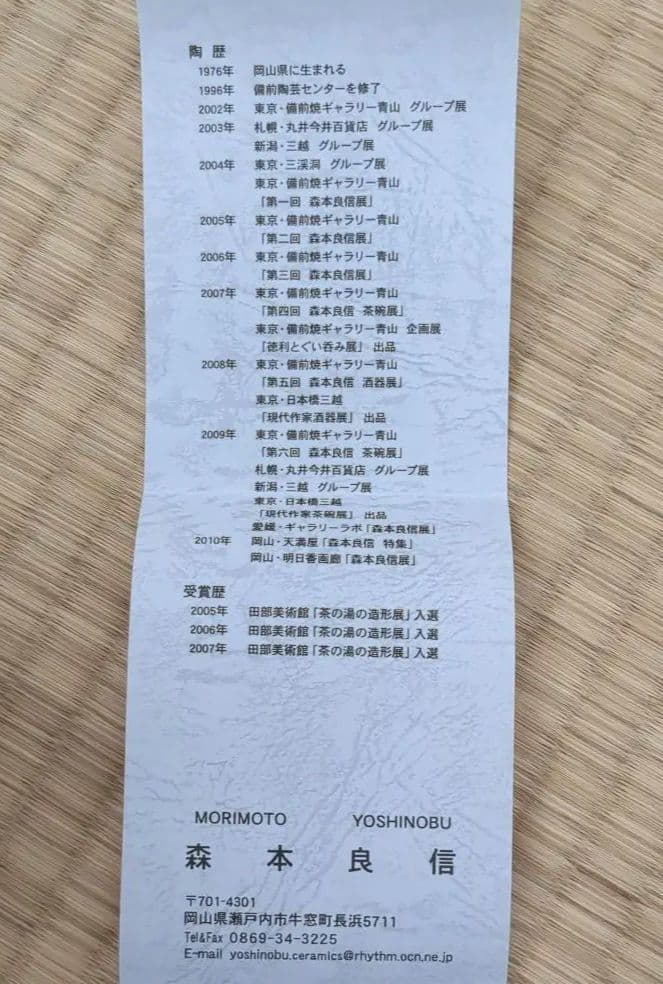 陶 歴
1976年 岡山県に生まれる
1996年 備前陶芸センターを修了
2002年 東京・備前焼ギャラリー青山 グループ展
2003年 札幌・丸井今井百貨店 グループ展
新潟・三越 グループ展
2004年 東京・三渓洞 グループ展
東京・備前焼ギャラリー青山
「第一回 森本良信展」
2005年 東京・備前焼ギャラリー青山
「第二回 森本良信展」
2006年 東京・備前焼ギャラリー青山
「第三回 森本良信展」
2007年 東京・備前焼ギャラリー青山
「第四回 森本良信 茶碗展」
東京・備前焼ギャラリー青山 企画展
「徳利とぐい呑み展」 出品
2008年 東京・備前焼ギャラリー青山
「第五回 森本良信 酒器展」
東京・日本橋三越
「現代作家酒器展」 出品
2009年 東京・備前焼ギャラリー青山
「第六回 森本良信 茶碗展」
札幌・丸井今井百貨店 グループ展
新潟・三越 グループ展
東京・日本橋三越
「現代作家茶碗展」 出品
愛媛・ギャラリーラボ「森本良信展」
2010年 岡山・天満屋「森本良信 特集」
岡山・明日香画廊「森本良信展」
受賞歴
2005年 田部美術館「茶の湯の造形展」入選
2006年 田部美術館「茶の湯の造形展」入選
2007年 田部美術館「茶の湯の造形展」入選
MORIMOTO YOSHINOBU
森 本 良 信
〒701-4301
岡山県瀬戸内市牛窓町長浜5711
Tel&Fax 0869-34-3225
E-mail yoshinobu.ceramics@rhythm.ocn.ne.jp